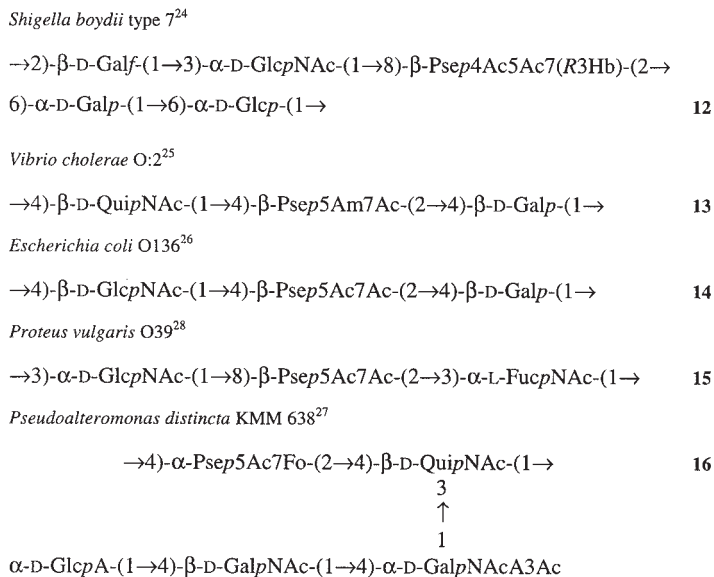 Shigella boydii type 7²⁴
→2)-β-D-Galf-(1→3)-α-D-GlcpNAc-(1→8)-β-Psep4Ac5Ac7(R3Hb)-(2→
6)-α-D-Galp-(1→6)-α-D-Glcp-(1→ 12
Vibrio cholerae O:2²⁵
→4)-β-D-QuipNAc-(1→4)-β-Psep5Am7Ac-(2→4)-β-D-Galp-(1→ 13
Escherichia coli O136²⁶
→4)-β-D-GlcpNAc-(1→4)-β-Psep5Ac7Ac-(2→4)-β-D-Galp-(1→ 14
Proteus vulgaris O39²⁸
→3)-α-D-GlcpNAc-(1→8)-β-Psep5Ac7Ac-(2→3)-α-L-FucpNAc-(1→ 15
Pseudoalteromonas distincta KMM 638²⁷
→4)-α-Psep5Ac7Fo-(2→4)-β-D-QuipNAc-(1→ 16
3
↑
1
α-D-GlcpA-(1→4)-β-D-GalpNAc-(1→4)-α-D-GalpNAcA3Ac